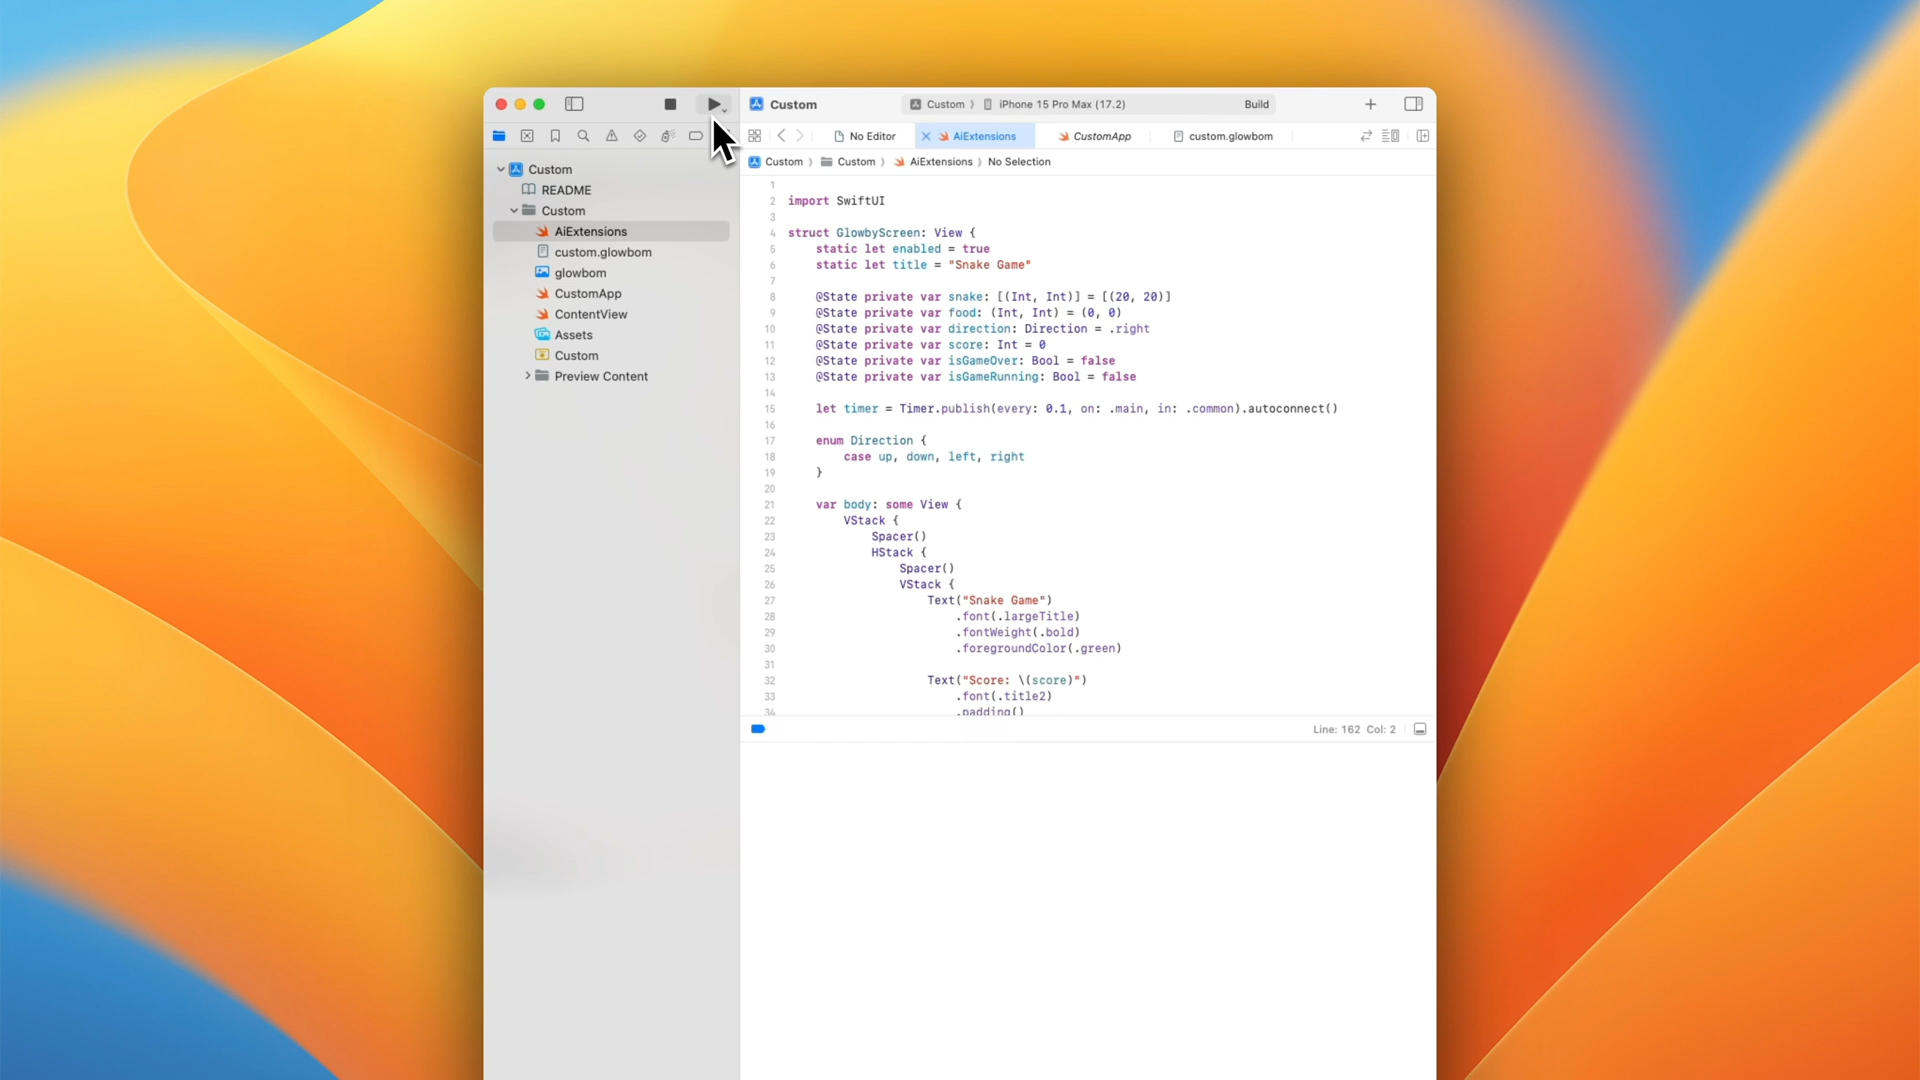 Custom
Custom 〉 iPhone 15 Pro Max (17.2)
Build
No Editor
AiExtensions
CustomApp
custom.glowbom
Custom 〉 Custom 〉 AiExtensions 〉 No Selection
Custom
README
Custom
AiExtensions
custom.glowbom
glowbom
CustomApp
ContentView
Assets
Custom
Preview Content
1
2 import SwiftUI
3
4 struct GlowbyScreen: View {
5 static let enabled = true
6 static let title = "Snake Game"
7
8 @State private var snake: [(Int, Int)] = [(20, 20)]
9 @State private var food: (Int, Int) = (0, 0)
10 @State private var direction: Direction = .right
11 @State private var score: Int = 0
12 @State private var isGameOver: Bool = false
13 @State private var isGameRunning: Bool = false
14
15 let timer = Timer.publish(every: 0.1, on: .main, in: .common).autoconnect()
16
17 enum Direction {
18 case up, down, left, right
19 }
20
21 var body: some View {
22 VStack {
23 Spacer()
24 HStack {
25 Spacer()
26 VStack {
27 Text("Snake Game")
28 .font(.largeTitle)
29 .fontWeight(.bold)
30 .foregroundColor(.green)
31
32 Text("Score: \(score)")
33 .font(.title2)
34 .padding()
Line: 162 Col: 2